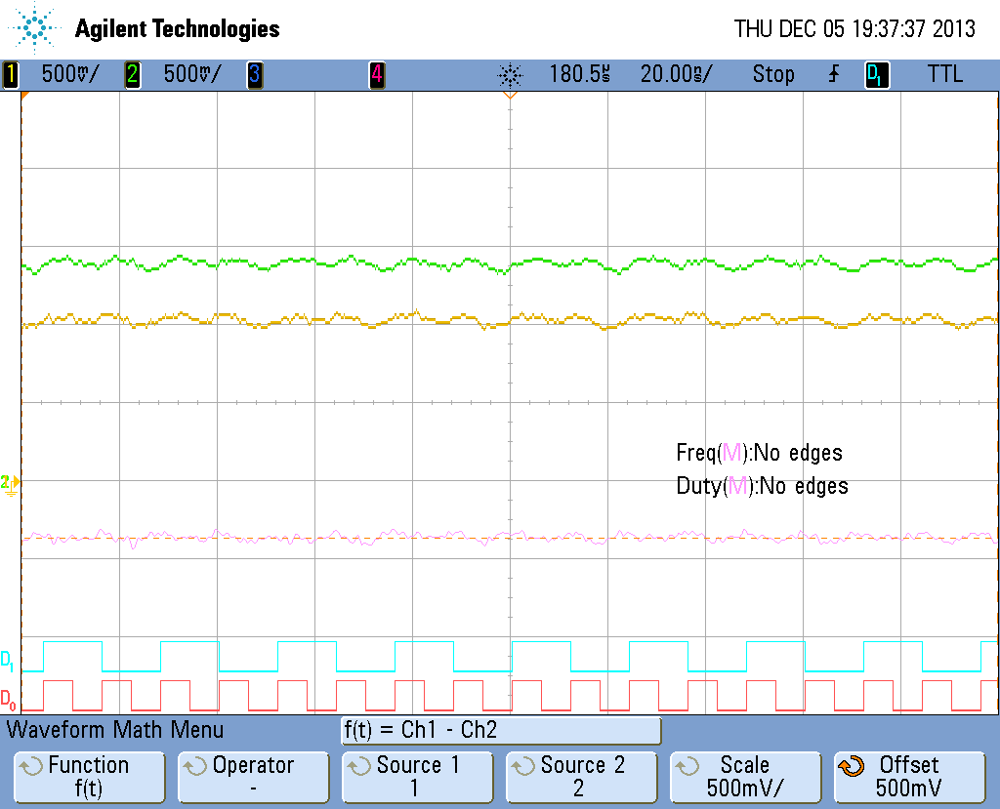 Agilent Technologies THU DEC 05 19:37:37 2013
1 500mV/ 2 500mV/ 3 4 180.5us 20.00ns/ Stop D1 TTL
Freq(M):No edges
Duty(M):No edges
D1
D0
Waveform Math Menu f(t) = Ch1 - Ch2
Function Operator Source 1 Source 2 Scale Offset
f(t) - 1 2 500mV/ 500mV